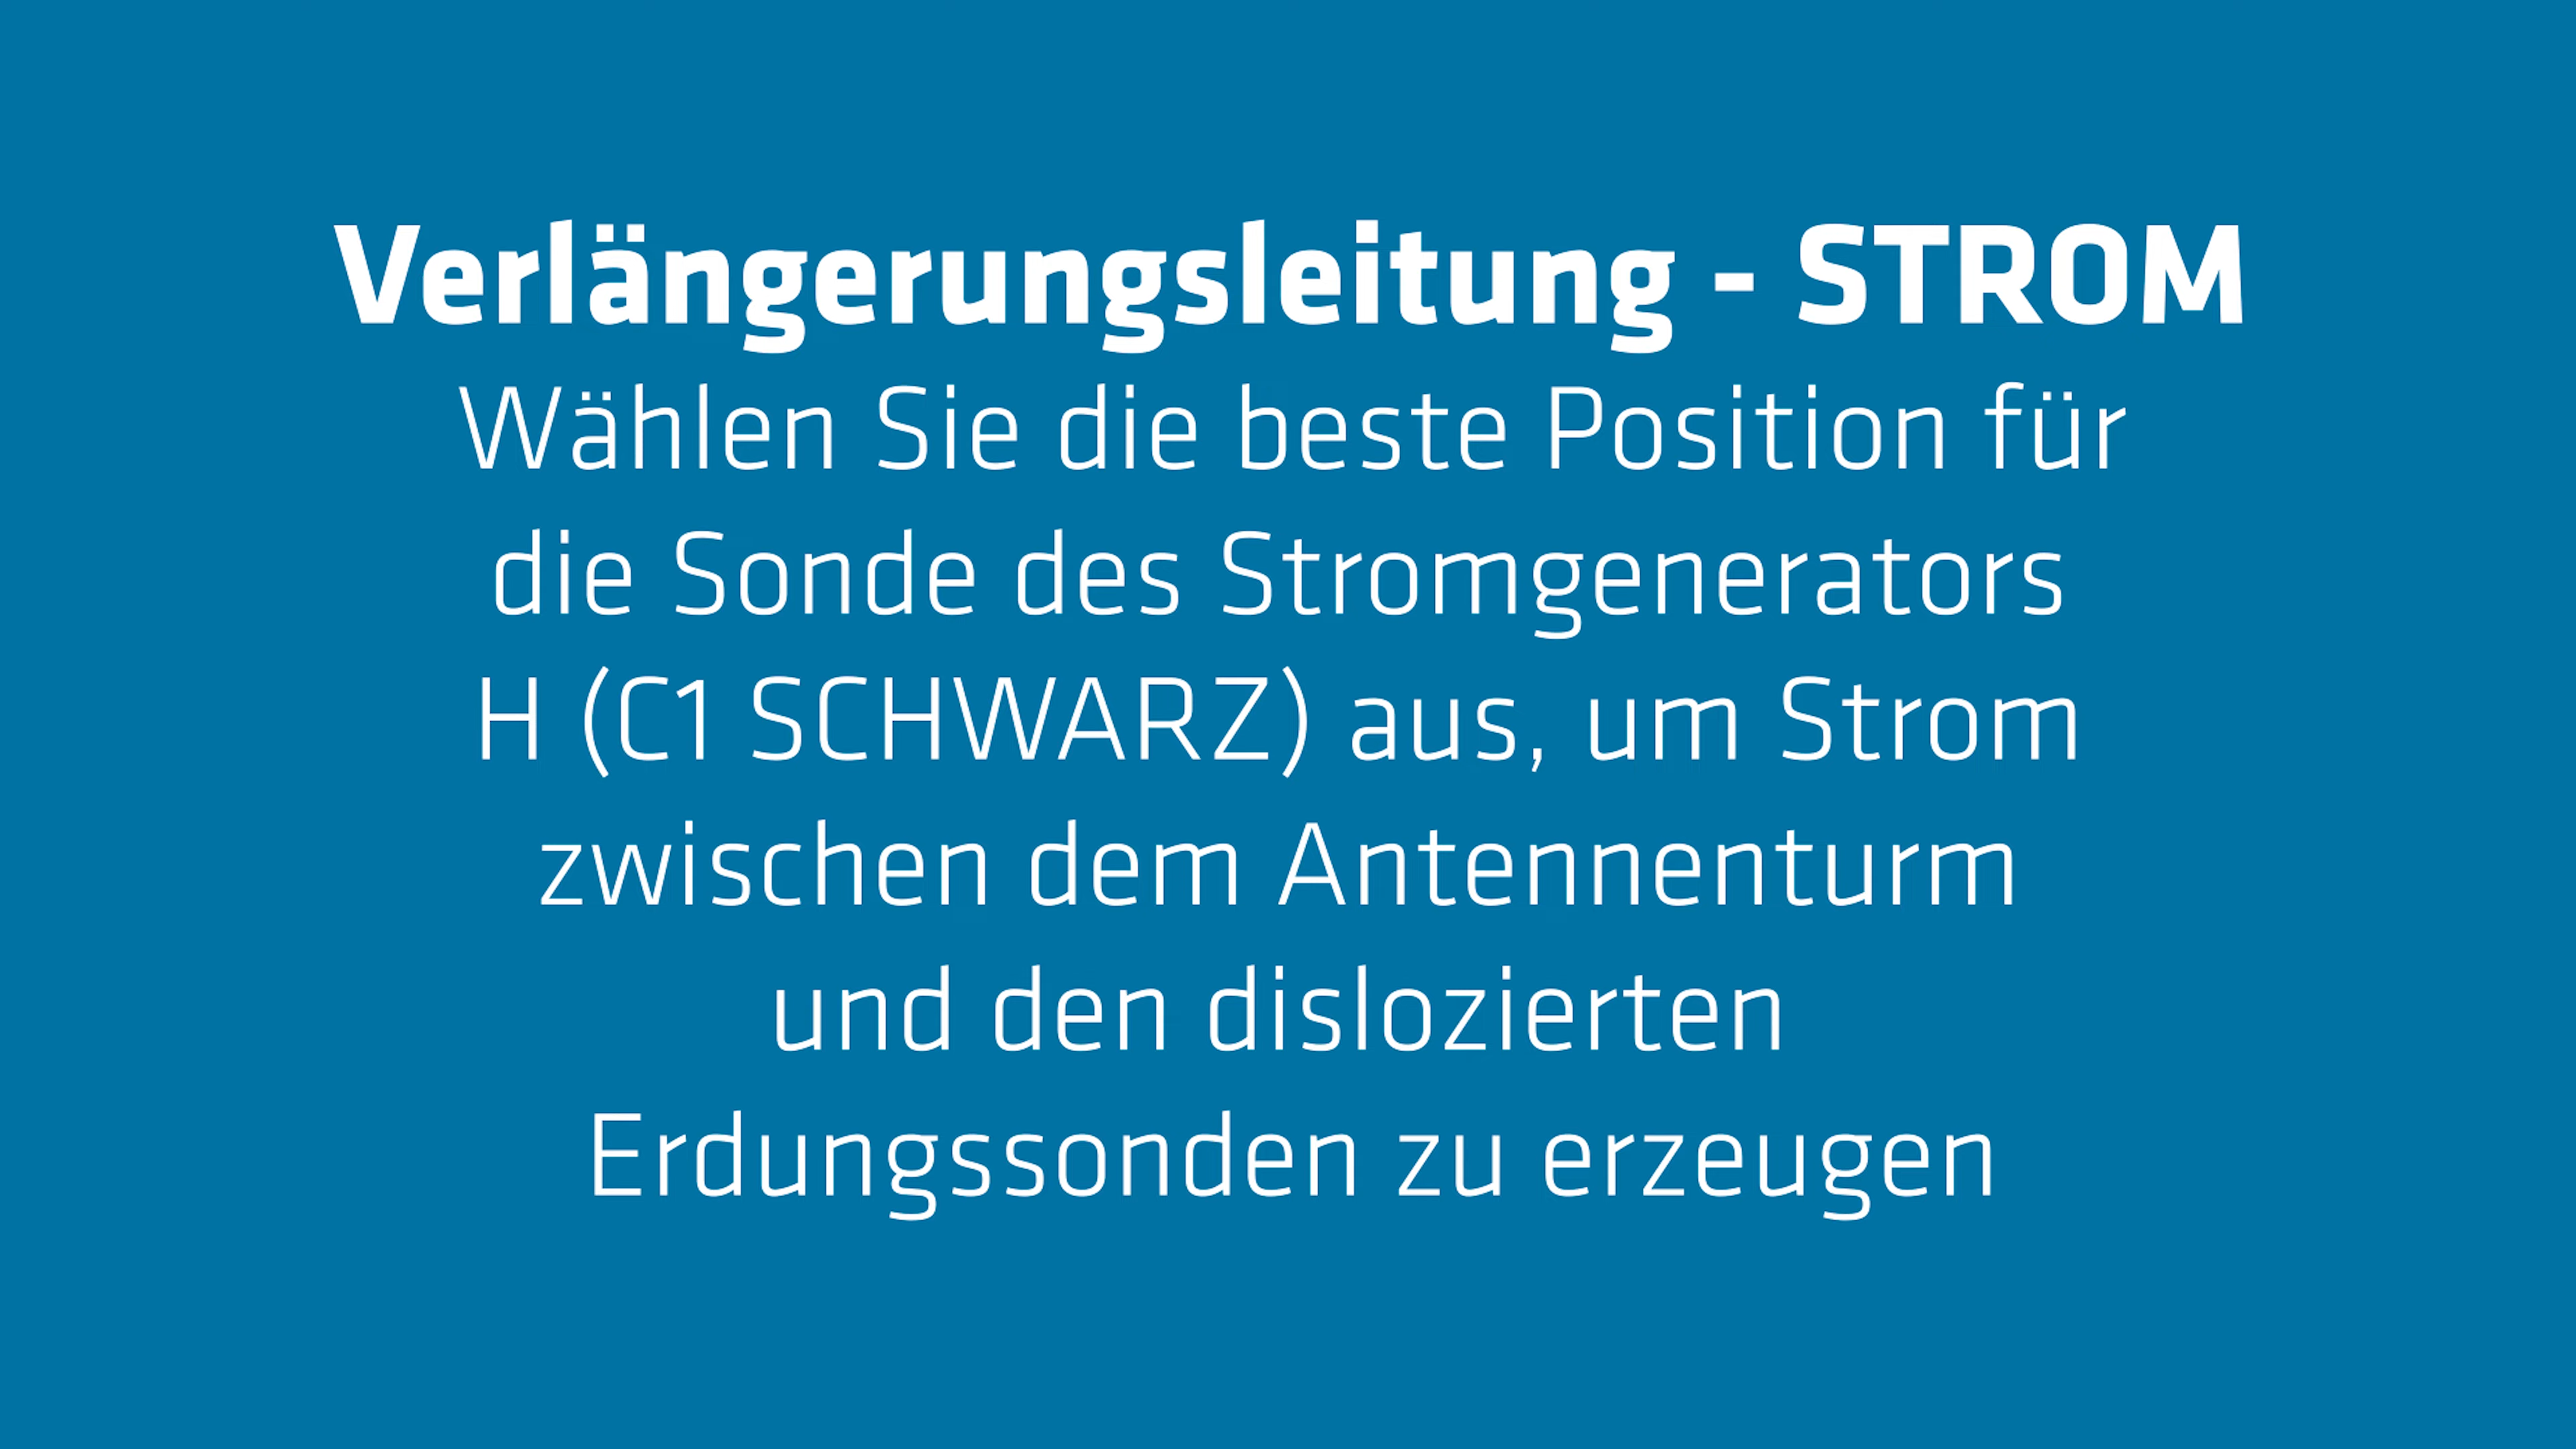 Verlängerungsleitung - STROM
Wählen Sie die beste Position für
die Sonde des Stromgenerators
H (C1 SCHWARZ) aus, um Strom
zwischen dem Antennenturm
und den dislozierten
Erdungssonden zu erzeugen